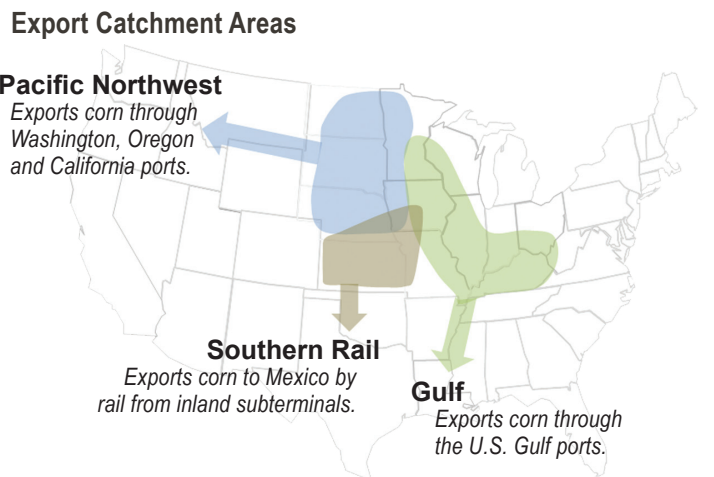 Export Catchment Areas
Pacific Northwest
Exports corn through
Washington, Oregon
and California ports.
Southern Rail
Exports corn to Mexico by
rail from inland subterminals.
Gulf
Exports corn through
the U.S. Gulf ports.